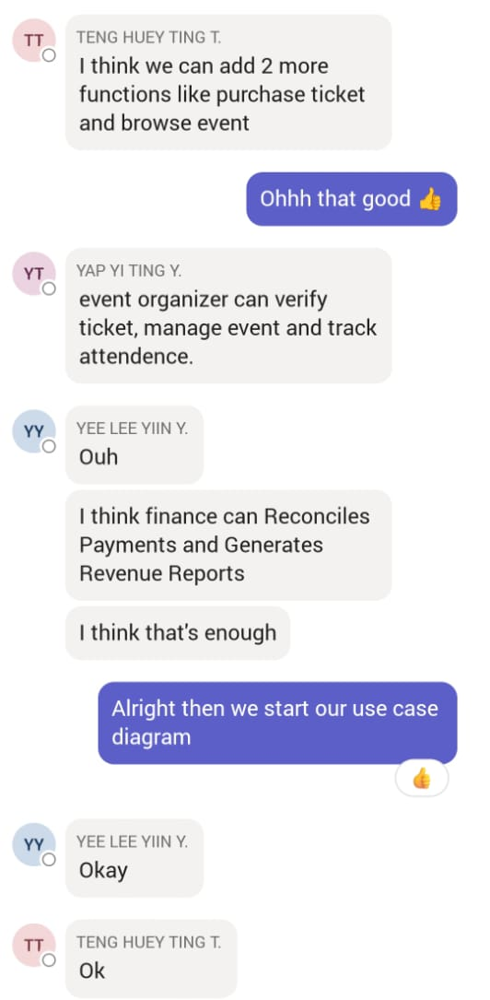 TT
TENG HUEY TING T.
I think we can add 2 more
functions like purchase ticket
and browse event
Ohhh that good 👍
YT
YAP YI TING Y.
event organizer can verify
ticket, manage event and track
attendence.
YY
YEE LEE YIIN Y.
Ouh
I think finance can Reconciles
Payments and Generates
Revenue Reports
I think that's enough
Alright then we start our use case
diagram
👍
YY
YEE LEE YIIN Y.
Okay
TT
TENG HUEY TING T.
Ok